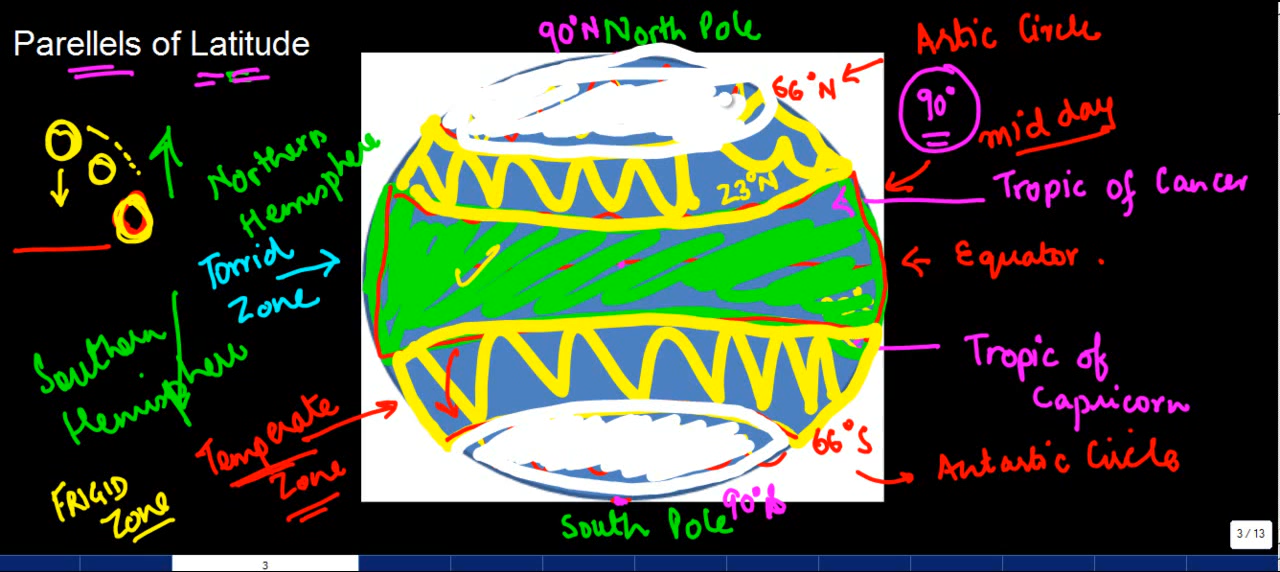 Parellels of Latitude
90°N North Pole
Artic Circle
66°N
90°
mid day
Northern
Hemisphere
23°N
Tropic of Cancer
Torrid
Zone
Equator .
Southern
Hemisphere
Tropic of
Capricorn
Temperate
Zone
66°S
Antartic Circle
FRIGID
Zone
90°S
South Pole
3 / 13
3